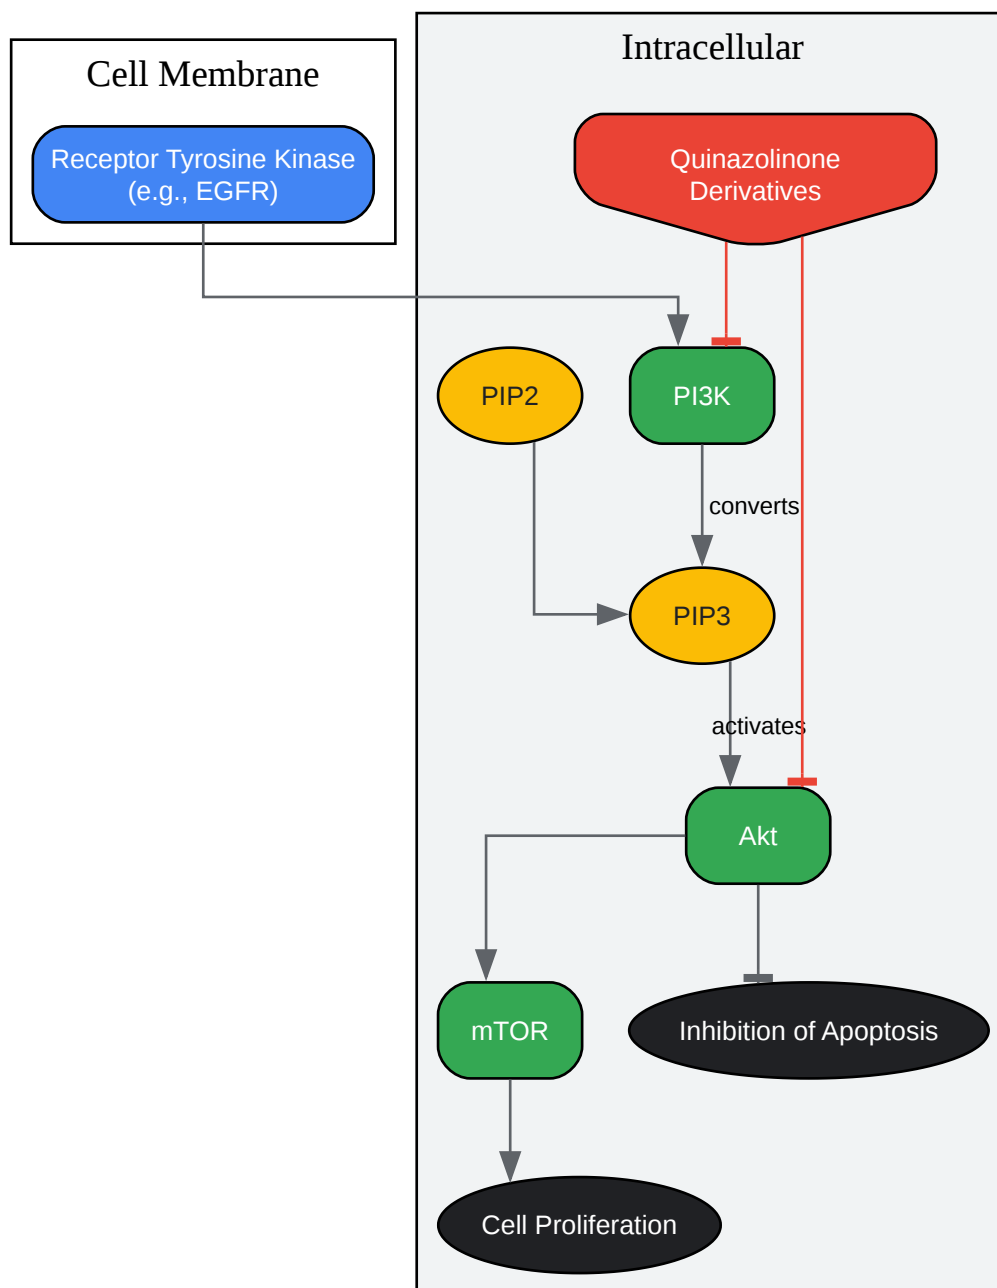 Cell Membrane
Receptor Tyrosine Kinase
(e.g., EGFR)
Intracellular
Quinazolinone
Derivatives
PIP2
PI3K
converts
PIP3
activates
Akt
mTOR
Inhibition of Apoptosis
Cell Proliferation